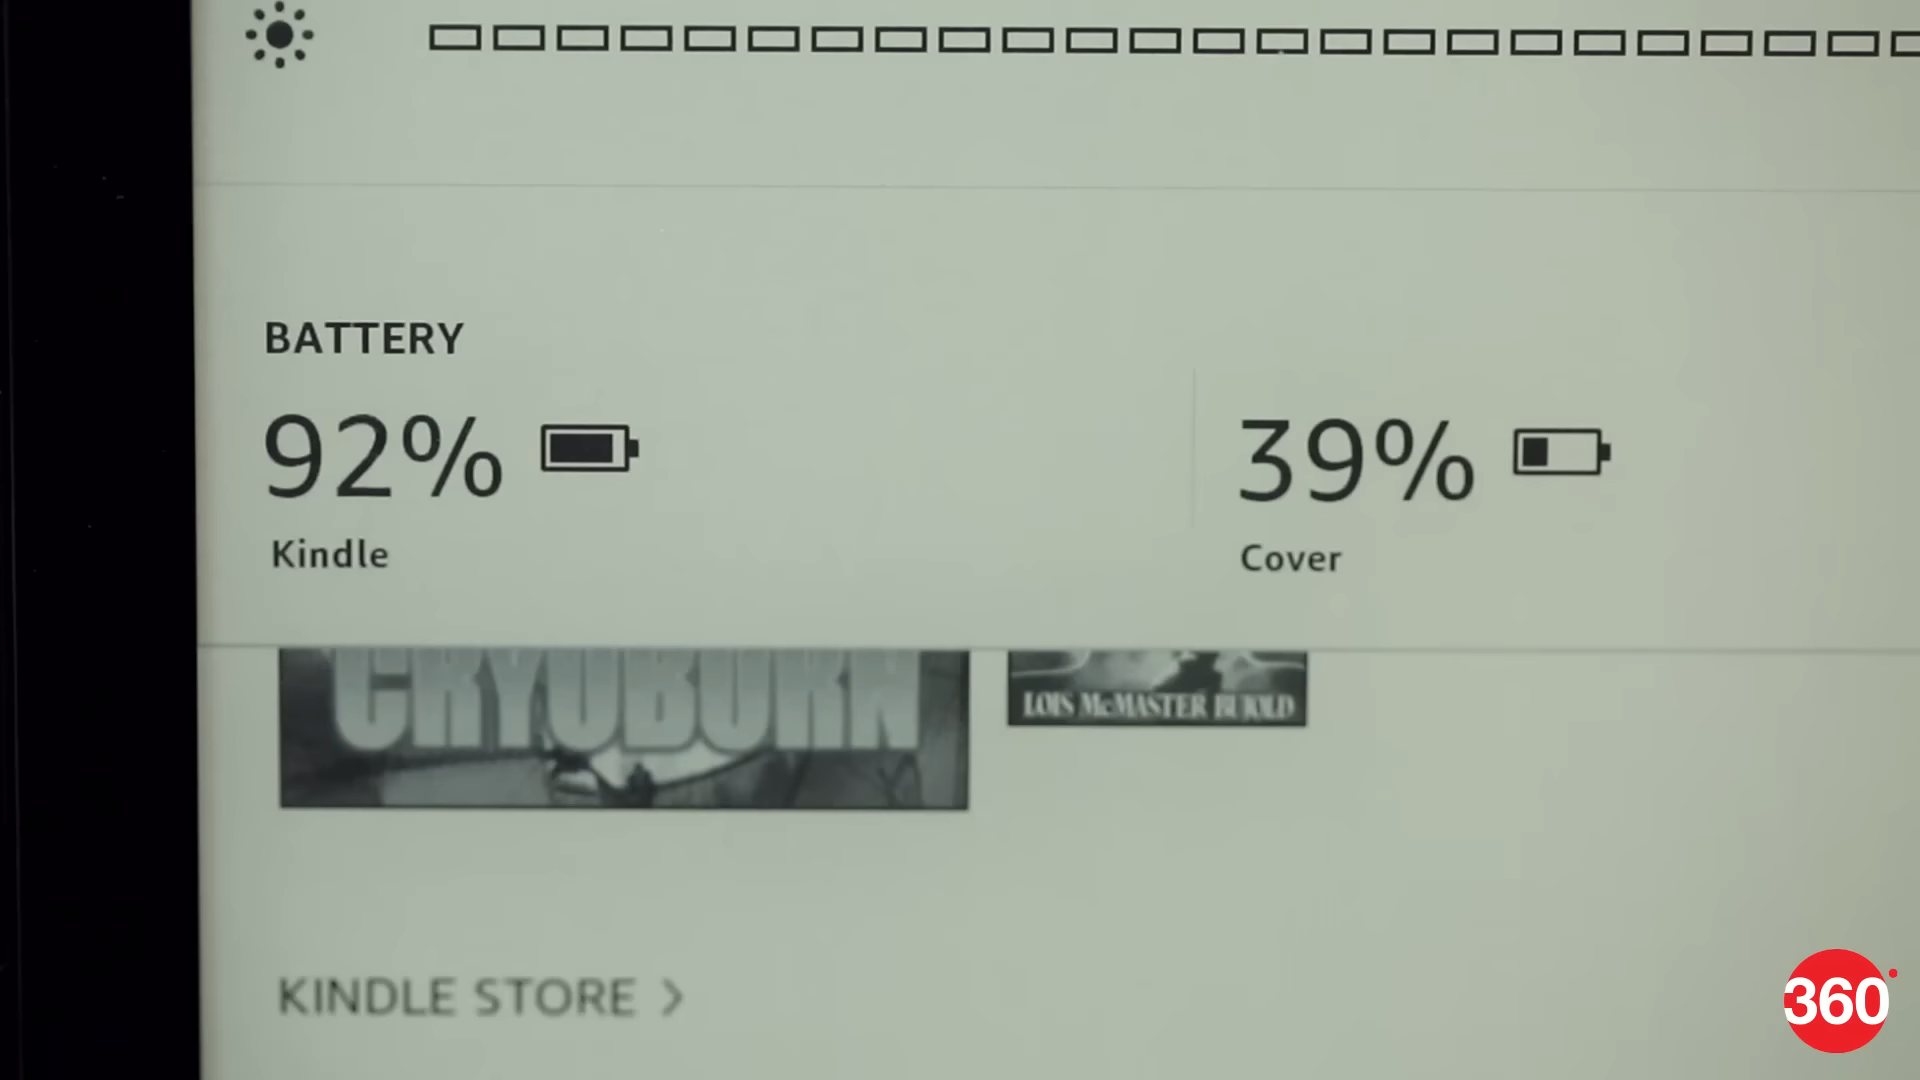 BATTERY
92%
39%
Kindle
Cover
CRYOBURN
LOIS McMASTER BUJOLD
KINDLE STORE >
360